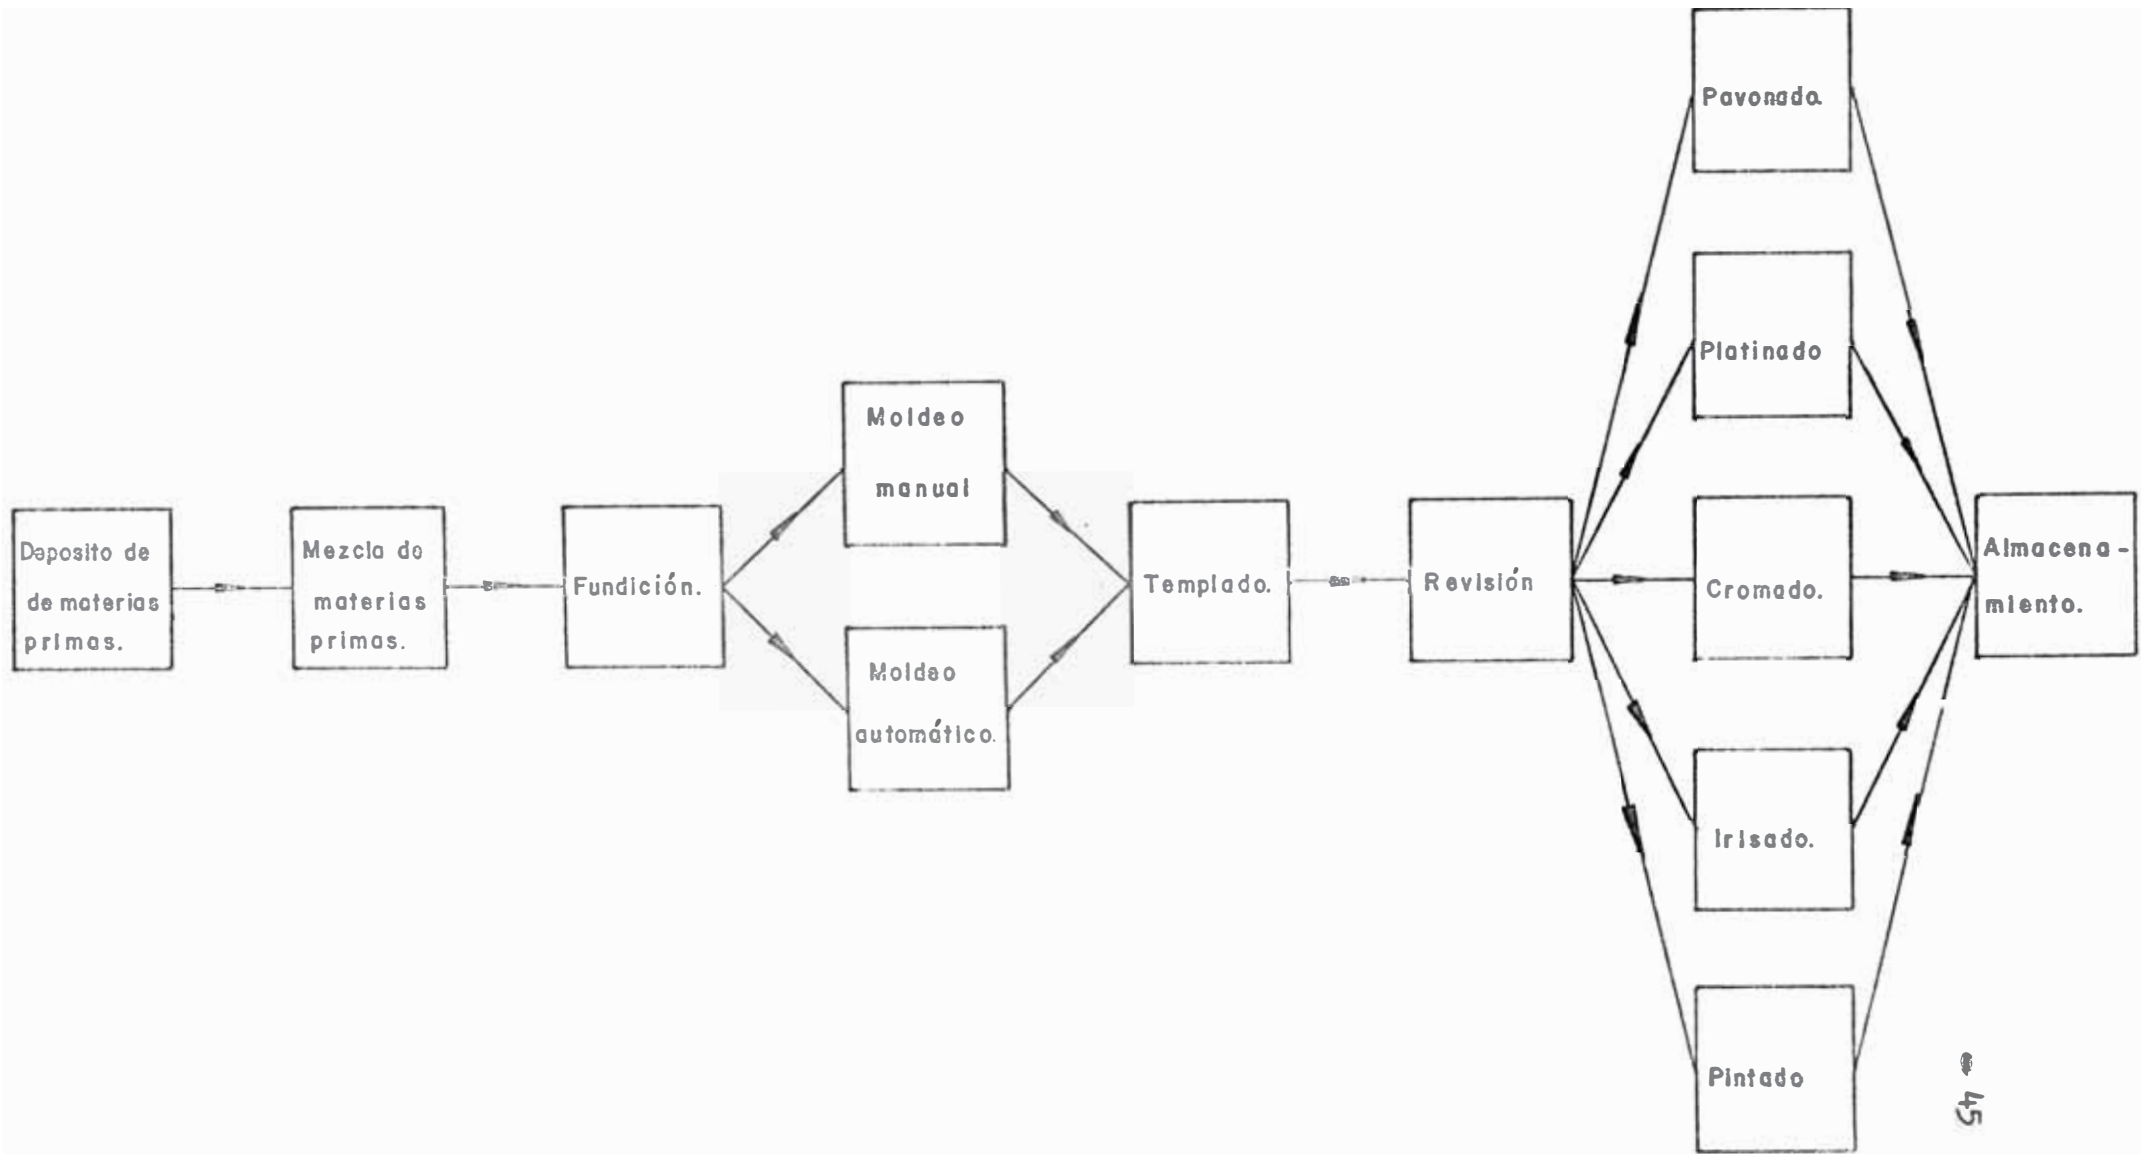 Deposito de
de materias
primas.
Mezcla de
materias
primas.
Fundición.
Moldeo
manual
Moldeo
automático.
Templado.
Revisión
Pavonado.
Platinado
Cromado.
Irisado.
Pintado
Almacena-
miento.
45